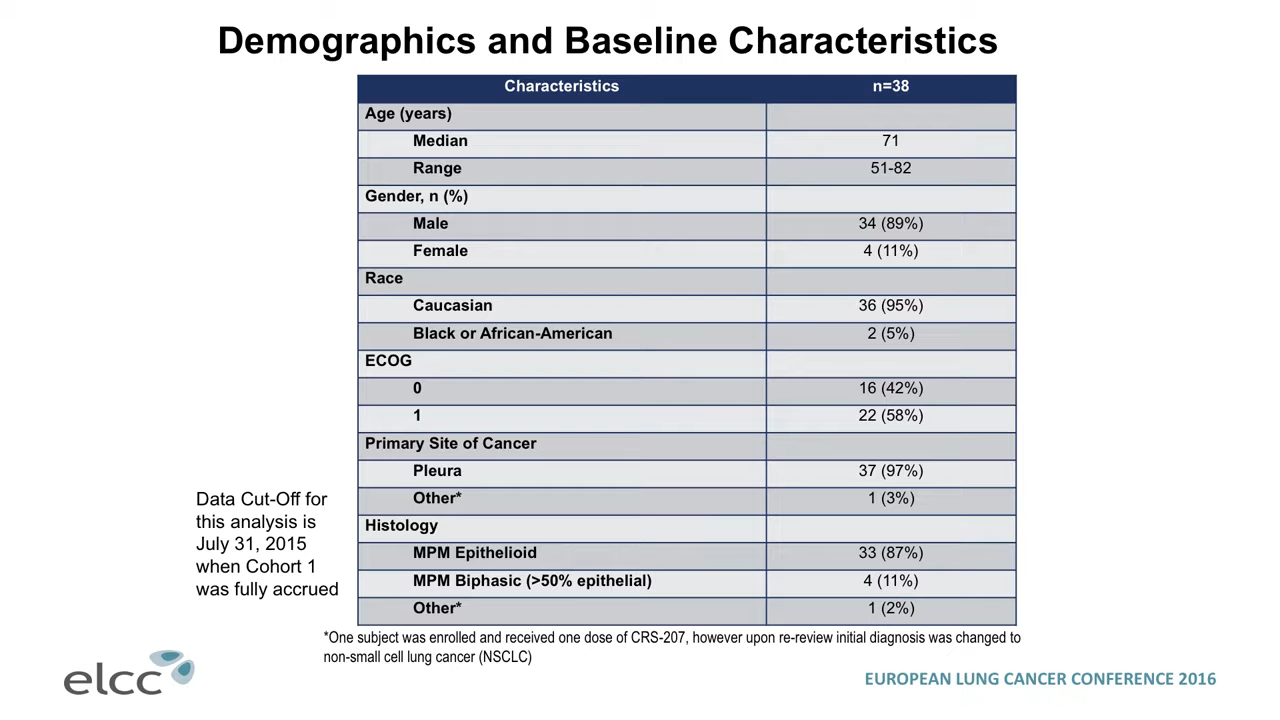 Demographics and Baseline Characteristics
Characteristics n=38
Age (years)
Median 71
Range 51-82
Gender, n (%)
Male 34 (89%)
Female 4 (11%)
Race
Caucasian 36 (95%)
Black or African-American 2 (5%)
ECOG
0 16 (42%)
1 22 (58%)
Primary Site of Cancer
Pleura 37 (97%)
Other* 1 (3%)
Histology
MPM Epithelioid 33 (87%)
MPM Biphasic (>50% epithelial) 4 (11%)
Other* 1 (2%)
Data Cut-Off for
this analysis is
July 31, 2015
when Cohort 1
was fully accrued
*One subject was enrolled and received one dose of CRS-207, however upon re-review initial diagnosis was changed to
non-small cell lung cancer (NSCLC)
elcc
EUROPEAN LUNG CANCER CONFERENCE 2016